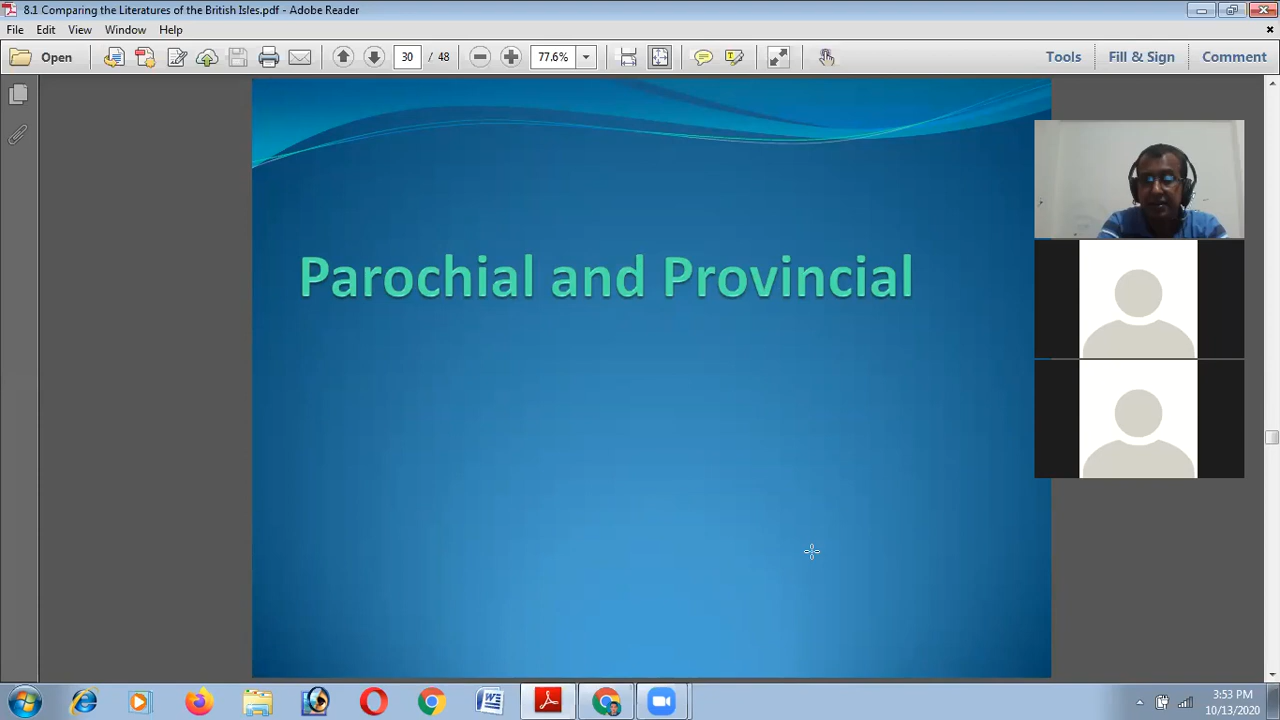 8.1 Comparing the Literatures of the British Isles.pdf - Adobe Reader
File Edit View Window Help
Open 30 / 48 77.6% Tools Fill & Sign Comment
Parochial and Provincial
3:53 PM
10/13/2020